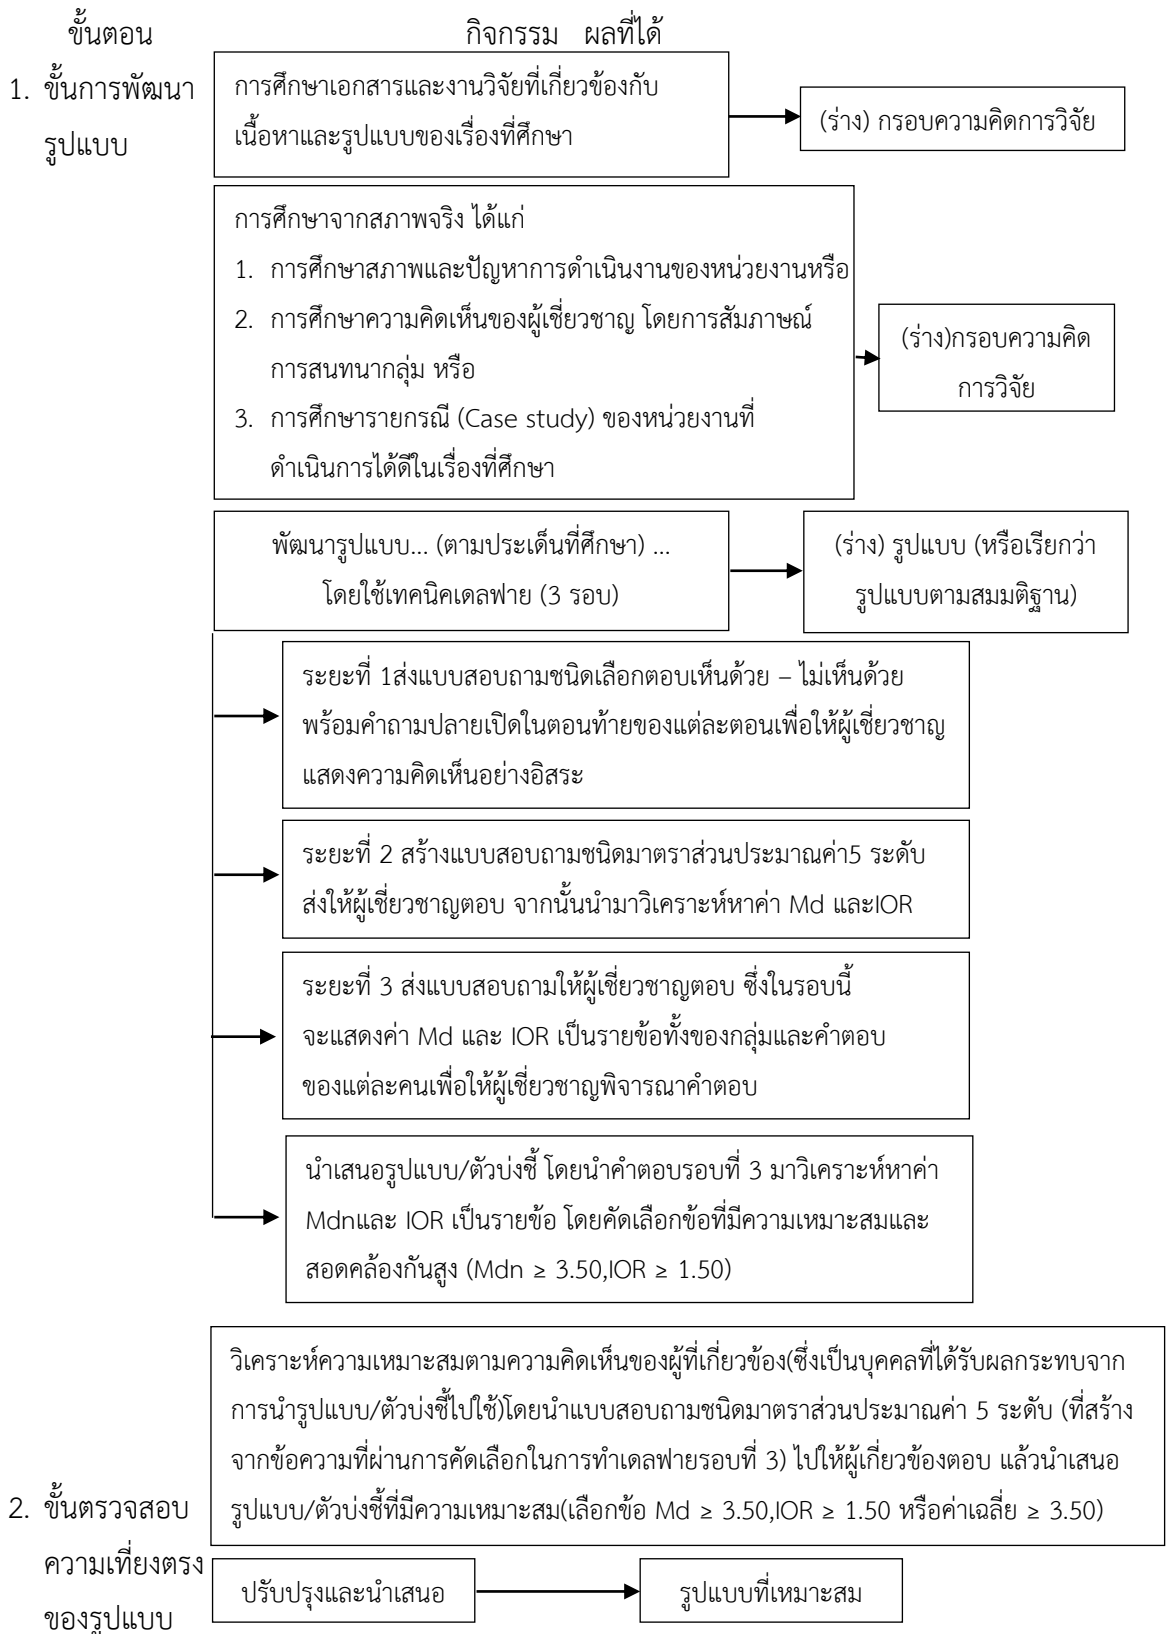 ขั้นตอน กิจกรรม ผลที่ได้
1. ขั้นการพัฒนา
รูปแบบ
การศึกษาเอกสารและงานวิจัยที่เกี่ยวข้องกับ
เนื้อหาและรูปแบบของเรื่องที่ศึกษา
(ร่าง) กรอบความคิดการวิจัย
การศึกษาจากสภาพจริง ได้แก่
1. การศึกษาสภาพและปัญหาการดำเนินงานของหน่วยงานหรือ
2. การศึกษาความคิดเห็นของผู้เชี่ยวชาญ โดยการสัมภาษณ์
การสนทนากลุ่ม หรือ
3. การศึกษารายกรณี (Case study) ของหน่วยงานที่
ดำเนินการได้ดีในเรื่องที่ศึกษา
(ร่าง)กรอบความคิด
การวิจัย
พัฒนารูปแบบ... (ตามประเด็นที่ศึกษา) ...
โดยใช้เทคนิคเดลฟาย (3 รอบ)
(ร่าง) รูปแบบ (หรือเรียกว่า
รูปแบบตามสมมติฐาน)
ระยะที่ 1ส่งแบบสอบถามชนิดเลือกตอบเห็นด้วย – ไม่เห็นด้วย
พร้อมคำถามปลายเปิดในตอนท้ายของแต่ละตอนเพื่อให้ผู้เชี่ยวชาญ
แสดงความคิดเห็นอย่างอิสระ
ระยะที่ 2 สร้างแบบสอบถามชนิดมาตราส่วนประมาณค่า5 ระดับ
ส่งให้ผู้เชี่ยวชาญตอบ จากนั้นนำมาวิเคราะห์หาค่า Md และIOR
ระยะที่ 3 ส่งแบบสอบถามให้ผู้เชี่ยวชาญตอบ ซึ่งในรอบนี้
จะแสดงค่า Md และ IOR เป็นรายข้อทั้งของกลุ่มและคำตอบ
ของแต่ละคนเพื่อให้ผู้เชี่ยวชาญพิจารณาคำตอบ
นำเสนอรูปแบบ/ตัวบ่งชี้ โดยนำคำตอบรอบที่ 3 มาวิเคราะห์หาค่า
Mdnและ IOR เป็นรายข้อ โดยคัดเลือกข้อที่มีความเหมาะสมและ
สอดคล้องกันสูง (Mdn ≥ 3.50,IOR ≥ 1.50)
วิเคราะห์ความเหมาะสมตามความคิดเห็นของผู้ที่เกี่ยวข้อง(ซึ่งเป็นบุคคลที่ได้รับผลกระทบจาก
การนำรูปแบบ/ตัวบ่งชี้ไปใช้)โดยนำแบบสอบถามชนิดมาตราส่วนประมาณค่า 5 ระดับ (ที่สร้าง
จากข้อความที่ผ่านการคัดเลือกในการทำเดลฟายรอบที่ 3) ไปให้ผู้เกี่ยวข้องตอบ แล้วนำเสนอ
รูปแบบ/ตัวบ่งชี้ที่มีความเหมาะสม(เลือกข้อ Md ≥ 3.50,IOR ≥ 1.50 หรือค่าเฉลี่ย ≥ 3.50)
2. ขั้นตรวจสอบ
ความเที่ยงตรง
ของรูปแบบ
ปรับปรุงและนำเสนอ
รูปแบบที่เหมาะสม